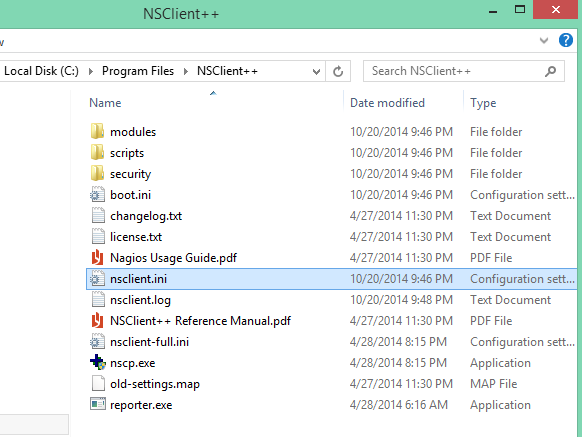 NSClient++
w
Local Disk (C:) Program Files NSClient++ Search NSClient++
Name Date modified Type
modules 10/20/2014 9:46 PM File folder
scripts 10/20/2014 9:46 PM File folder
security 10/20/2014 9:46 PM File folder
boot.ini 10/20/2014 9:46 PM Configuration sett...
changelog.txt 4/27/2014 11:30 PM Text Document
license.txt 4/27/2014 11:30 PM Text Document
Nagios Usage Guide.pdf 4/27/2014 11:30 PM PDF File
nsclient.ini 10/20/2014 9:46 PM Configuration sett...
nsclient.log 10/20/2014 9:48 PM Text Document
NSClient++ Reference Manual.pdf 4/27/2014 11:30 PM PDF File
nsclient-full.ini 4/28/2014 8:15 PM Configuration sett...
nscp.exe 4/28/2014 8:15 PM Application
old-settings.map 4/27/2014 11:30 PM MAP File
reporter.exe 4/28/2014 6:16 AM Application